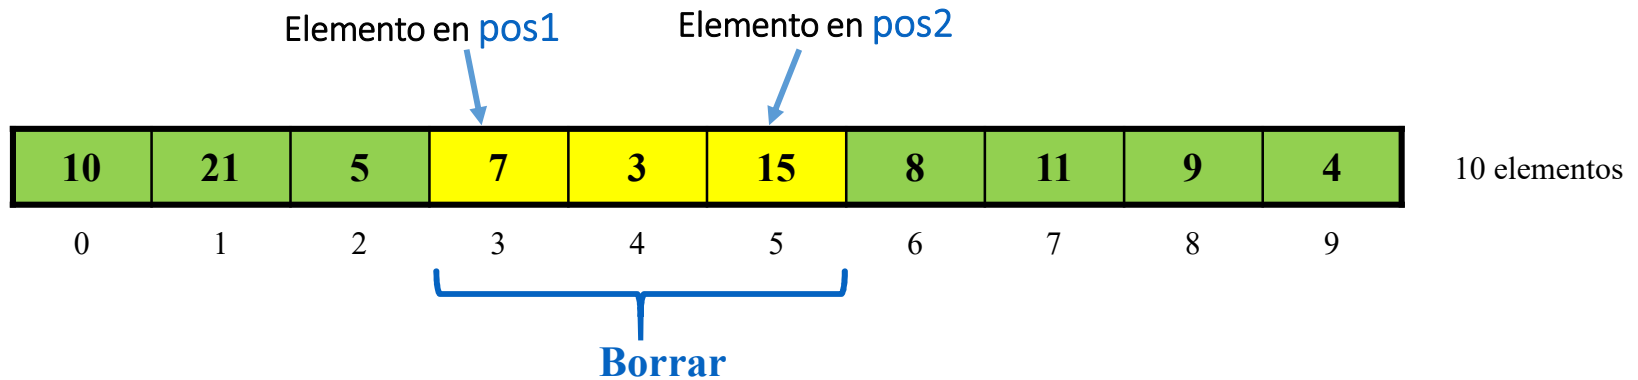 Elemento en pos1
Elemento en pos2
10 21 5 7 3 15 8 11 9 4
10 elementos
0 1 2 3 4 5 6 7 8 9
Borrar